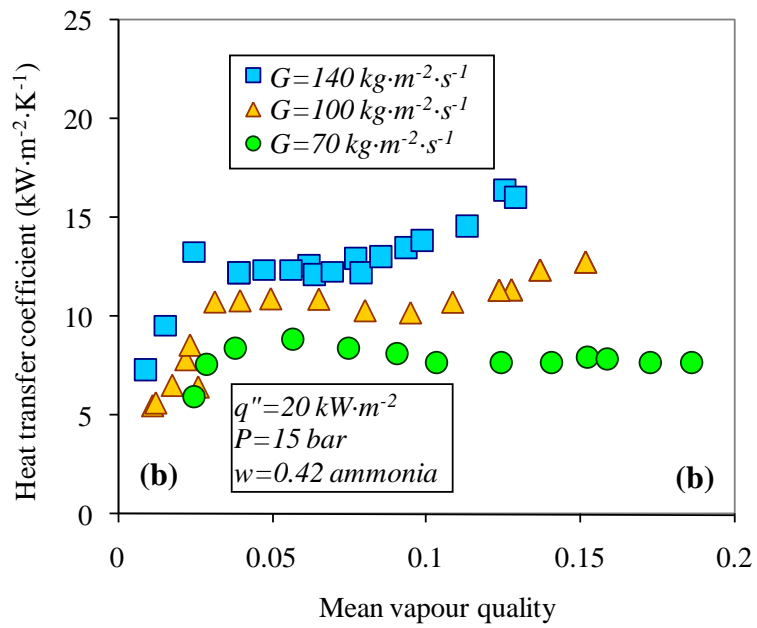 Heat transfer coefficient (kW·m⁻²·K⁻¹)
25
20
15
10
5
0
G=140 kg·m⁻²·s⁻¹
G=100 kg·m⁻²·s⁻¹
G=70 kg·m⁻²·s⁻¹
q"=20 kW·m⁻²
P=15 bar
w=0.42 ammonia
(b)
(b)
0 0.05 0.1 0.15 0.2
Mean vapour quality